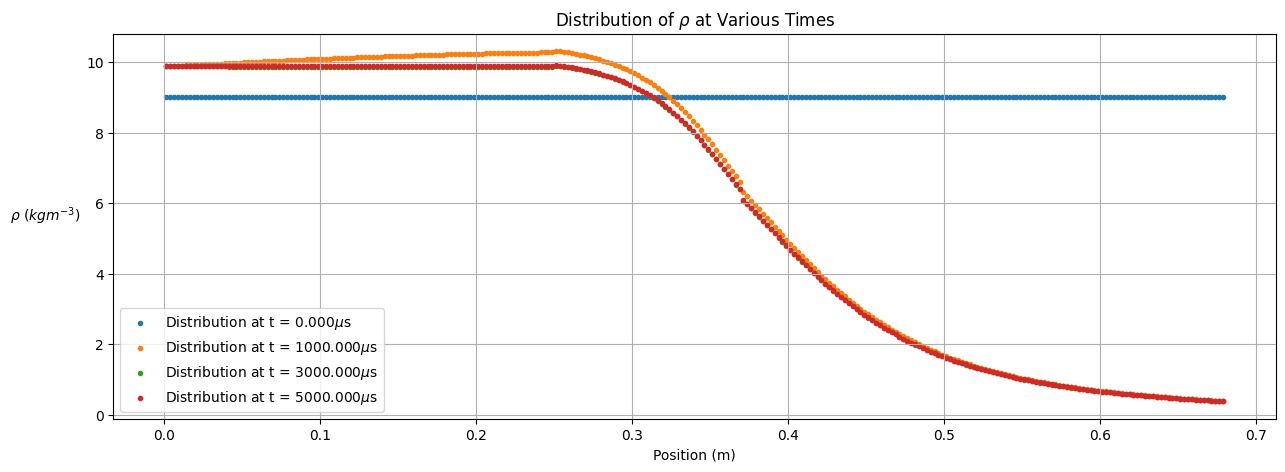 Distribution of ρ at Various Times
10
8
6
4
2
0
ρ (kgm⁻³)
Distribution at t = 0.000μs
Distribution at t = 1000.000μs
Distribution at t = 3000.000μs
Distribution at t = 5000.000μs
0.0 0.1 0.2 0.3 0.4 0.5 0.6 0.7
Position (m)